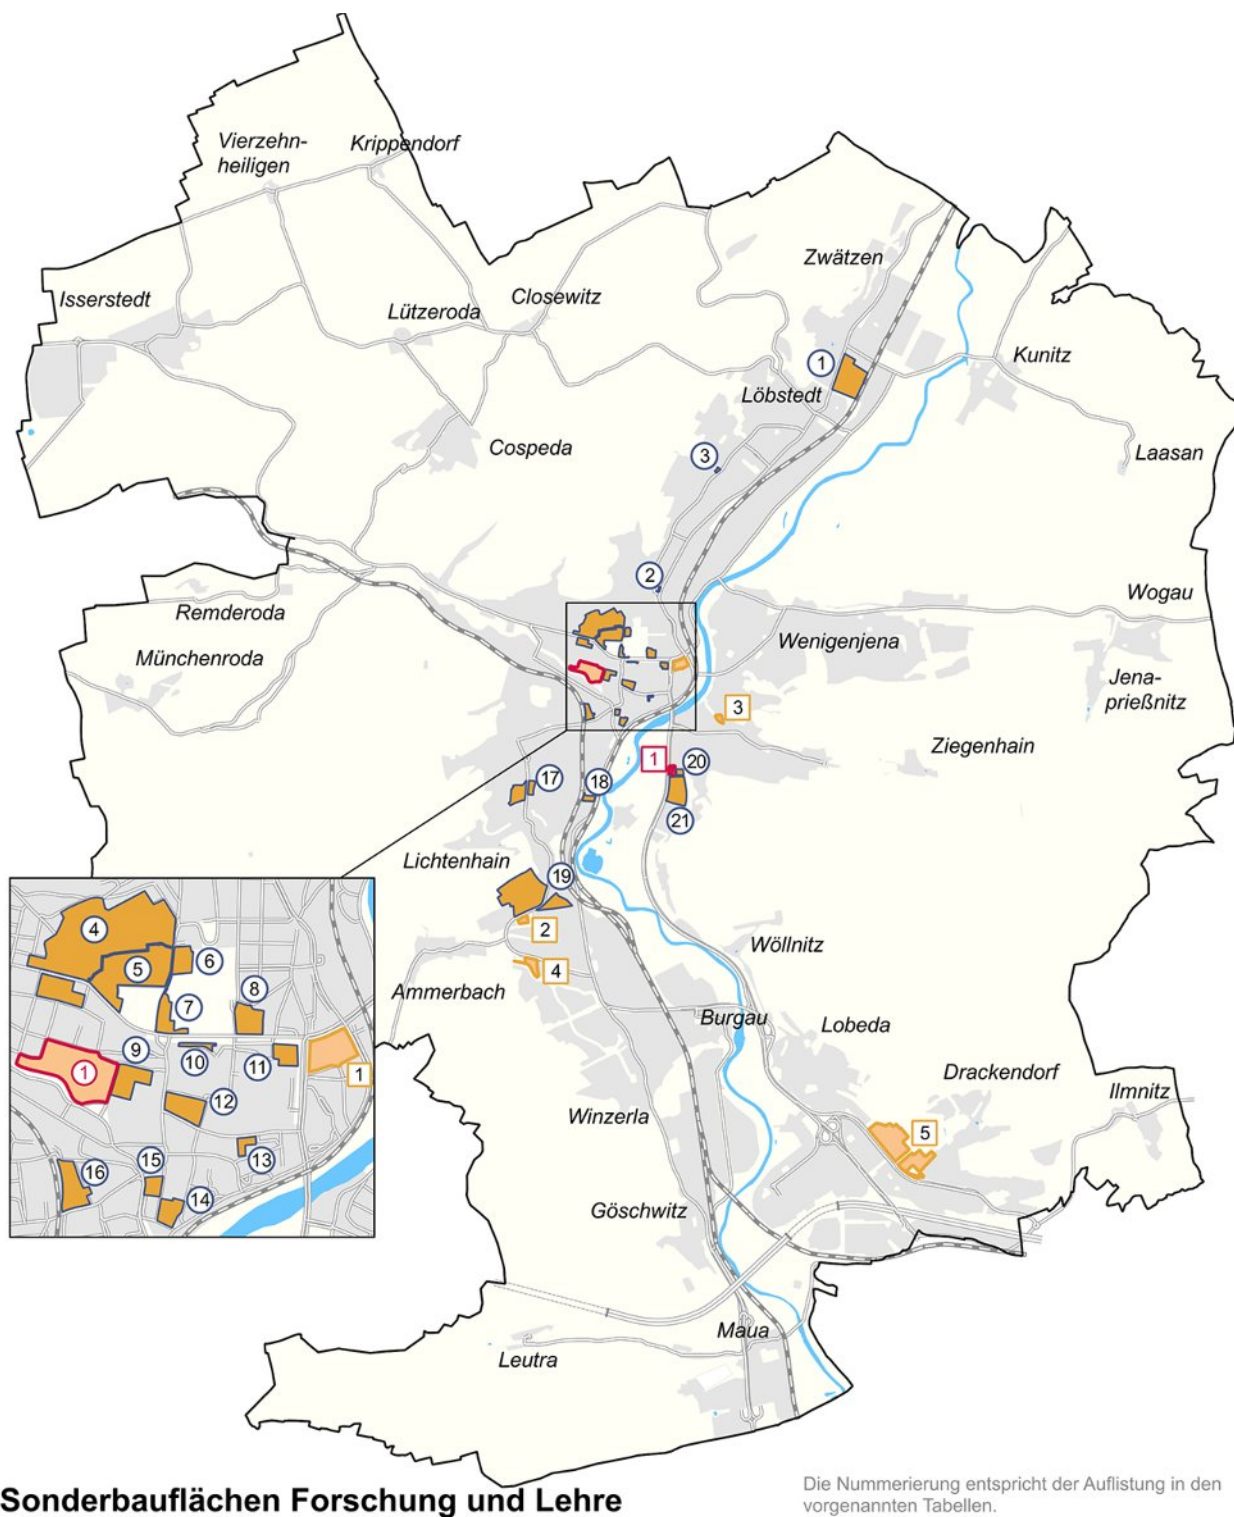 Vierzehn-
heiligen
Krippendorf
Zwätzen
Isserstedt
Closewitz
Lützeroda
1
Kunitz
Löbstedt
Cospeda
3
Laasan
2
Wogau
Remderoda
Wenigenjena
Münchenroda
Jena-
prießnitz
3
Ziegenhain
1
20
17
18
21
Lichtenhain
19
4
2
Wöllnitz
5
6
4
Ammerbach
7
8
Burgau
Lobeda
9
10
11
1
1
Drackendorf
Ilmnitz
12
Winzerla
5
13
15
16
14
Göschwitz
Maua
Leutra
Sonderbauflächen Forschung und Lehre
Die Nummerierung entspricht der Auflistung in den
vorgenannten Tabellen.